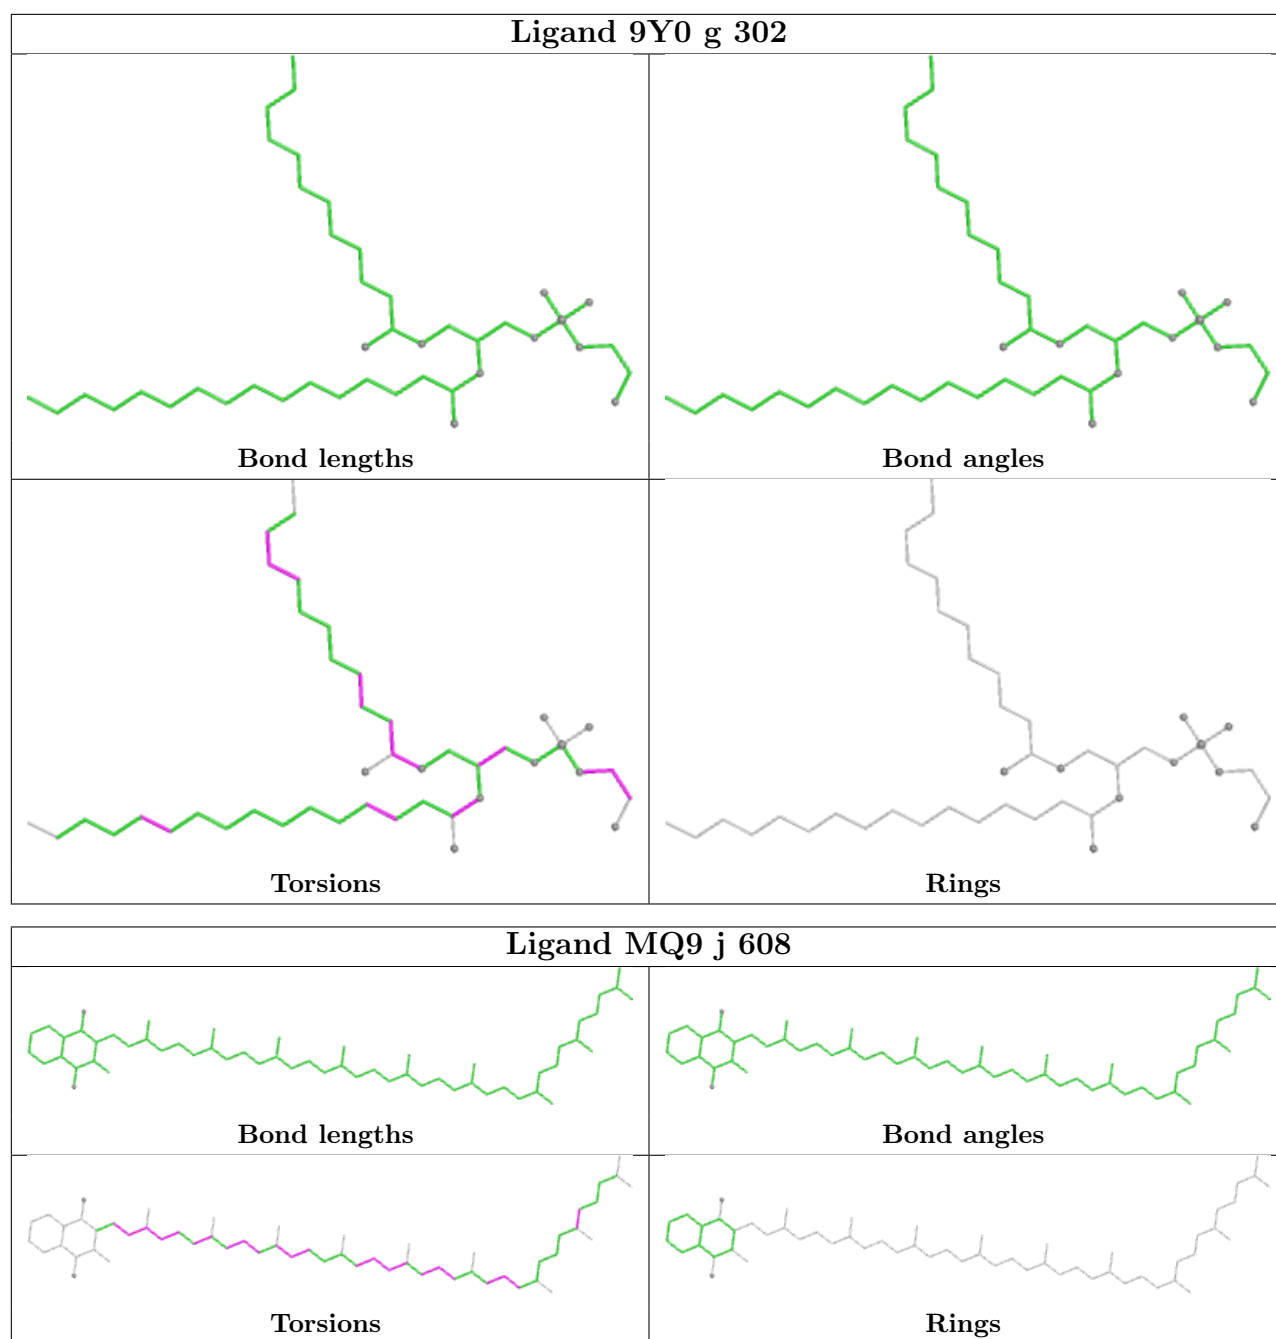 Ligand 9Y0 g 302
Bond lengths
Bond angles
Torsions
Rings
Ligand MQ9 j 608
Bond lengths
Bond angles
Torsions
Rings